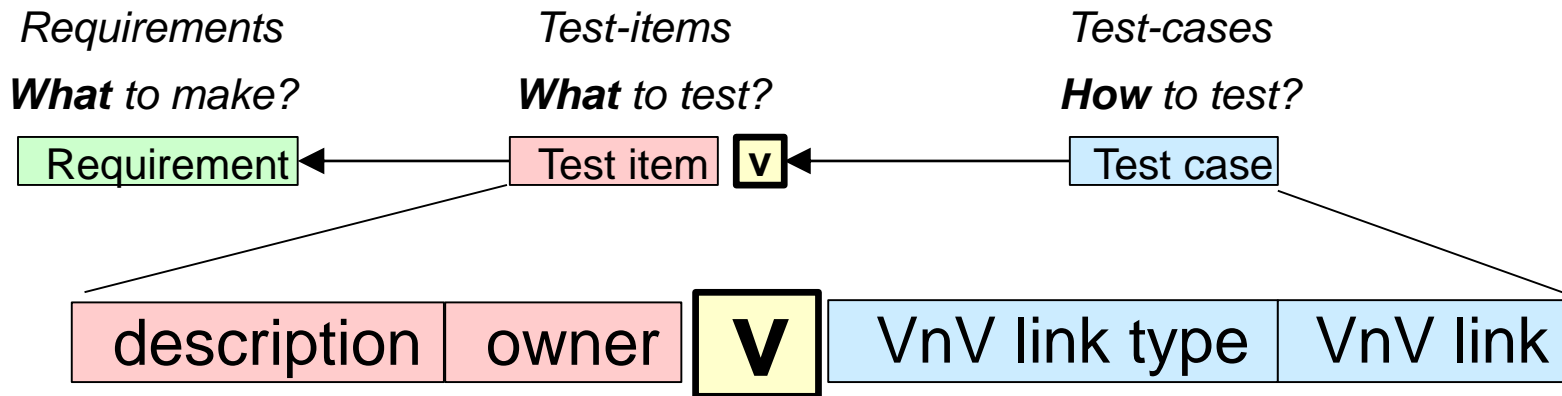 Requirements Test-items Test-cases
What to make? What to test? How to test?
Requirement Test item v Test case
description owner v VnV link type VnV link